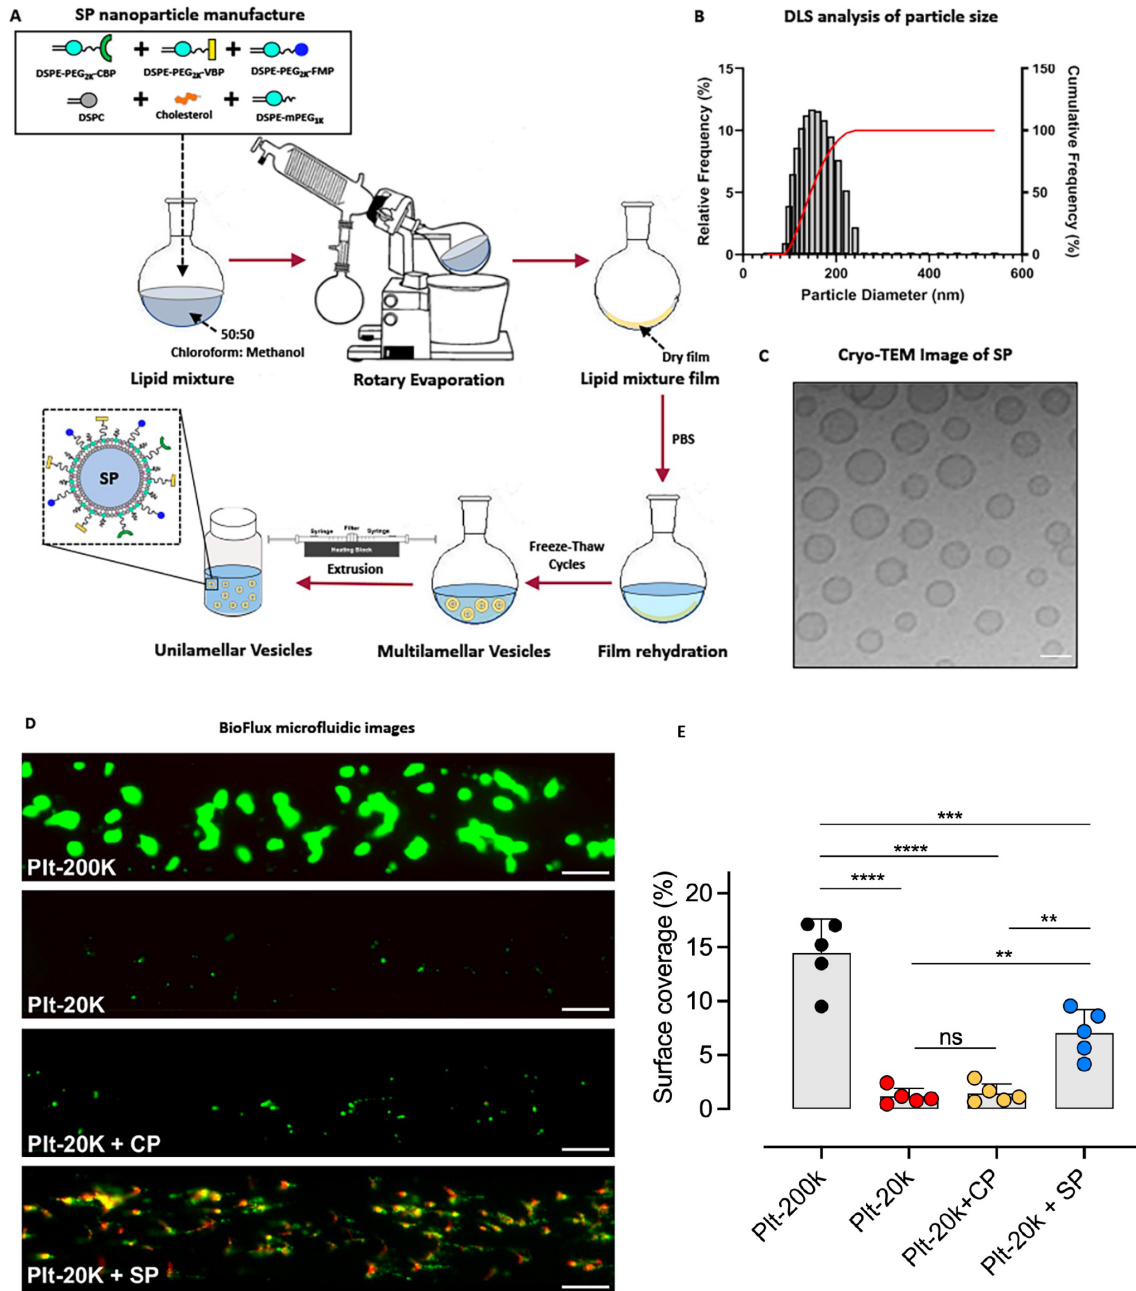 A
SP nanoparticle manufacture
DSPE-PEG2K-CBP + DSPE-PEG2K-VBP + DSPE-PEG2K-FMP
DSPC + Cholesterol + DSPE-mPEG1K
50:50
Chloroform: Methanol
Lipid mixture
Rotary Evaporation
Dry film
Lipid mixture film
PBS
SP
Syringe Filter Syringe
Heating Block
Extrusion
Freeze-Thaw
Cycles
Unilamellar Vesicles
Multilamellar Vesicles
Film rehydration
B
DLS analysis of particle size
Relative Frequency (%)
15
10
5
0
150
100
50
0
Cumulative Frequency (%)
0 200 400 600
Particle Diameter (nm)
C
Cryo-TEM Image of SP
D
BioFlux microfluidic images
Plt-200K
Plt-20K
Plt-20K + CP
Plt-20K + SP
E
***
****
****
**
**
ns
Surface coverage (%)
20
15
10
5
0
Plt-200k
Plt-20k
Plt-20k+CP
Plt-20k + SP